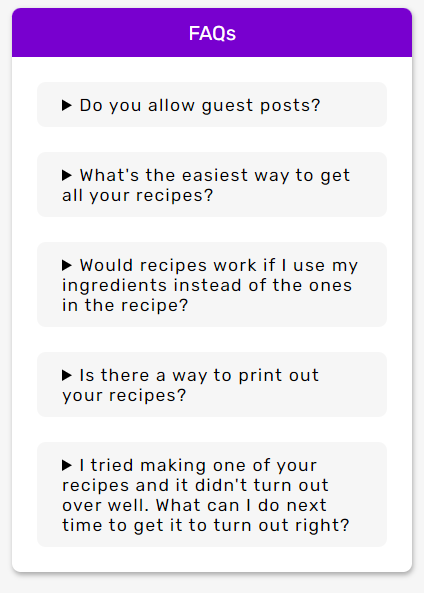 FAQs
Do you allow guest posts?
What's the easiest way to get
all your recipes?
Would recipes work if I use my
ingredients instead of the ones
in the recipe?
Is there a way to print out
your recipes?
I tried making one of your
recipes and it didn't turn out
over well. What can I do next
time to get it to turn out right?